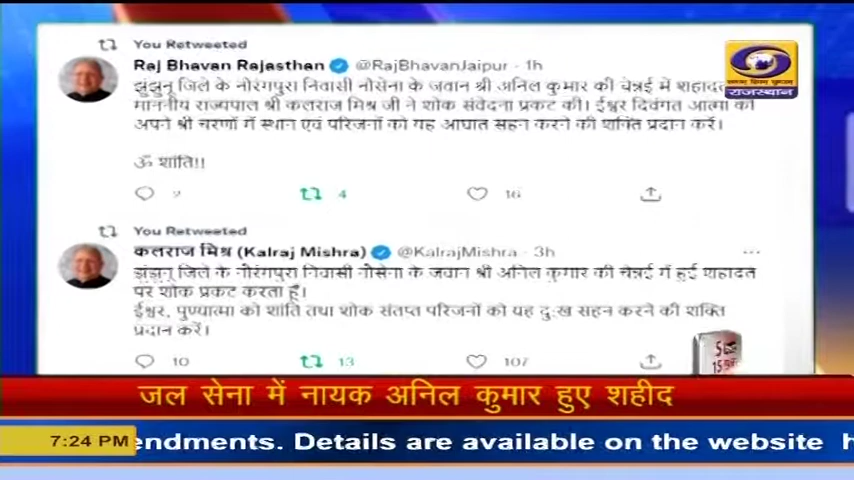 You Retweeted
Raj Bhavan Rajasthan @RajBhavanJaipur · 1h
झुंझुनू जिले के नोरंगपुरा निवासी नौसेना के जवान श्री अनिल कुमार की चेन्नई में शहादत
माननीय राज्यपाल श्री कलराज मिश्र जी ने शोक संवेदना प्रकट की। ईश्वर दिवंगत आत्मा को
अपने श्री चरणों में स्थान एवं परिजनों को यह आघात सहन करने की शक्ति प्रदान करें।
ॐ शांति!!
2 4 16
राजस्थान
You Retweeted
कलराज मिश्र (Kalraj Mishra) @KalrajMishra · 3h
झुंझुनू जिले के नोरंगपुरा निवासी नौसेना के जवान श्री अनिल कुमार की चेन्नई में हुई शहादत
पर शोक प्रकट करता हूँ।
ईश्वर, पुण्यात्मा को शांति तथा शोक संतप्त परिजनों को यह दुःख सहन करने की शक्ति
प्रदान करें।
10 13 107
जल सेना में नायक अनिल कुमार हुए शहीद
7:24 PM endments. Details are available on the website h